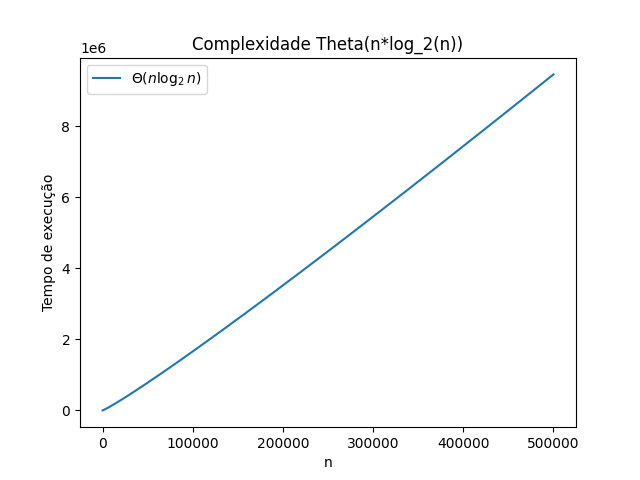 Complexidade Theta(n*log_2(n))
1e6
Θ(n log₂ n)
8
6
4
2
0
Tempo de execução
0 100000 200000 300000 400000 500000
n